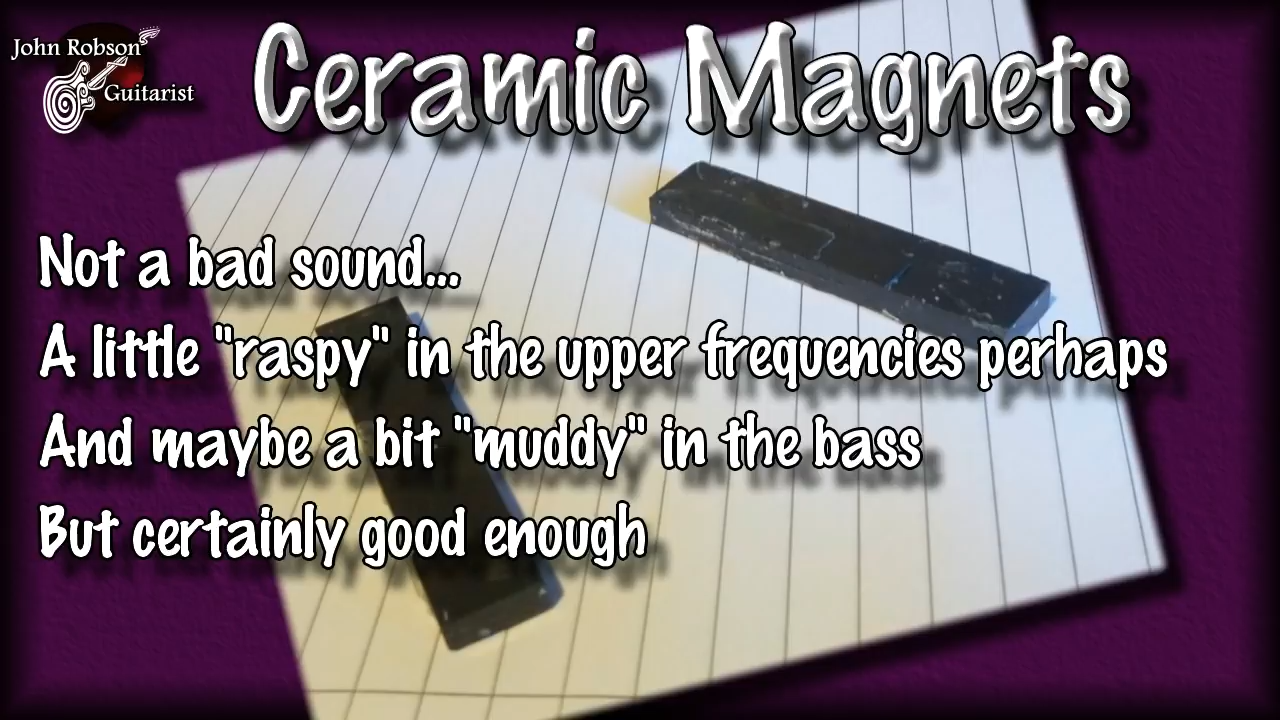 John Robson
Guitarist
Ceramic Magnets
Not a bad sound...
A little "raspy" in the upper frequencies perhaps
And maybe a bit "muddy" in the bass
But certainly good enough